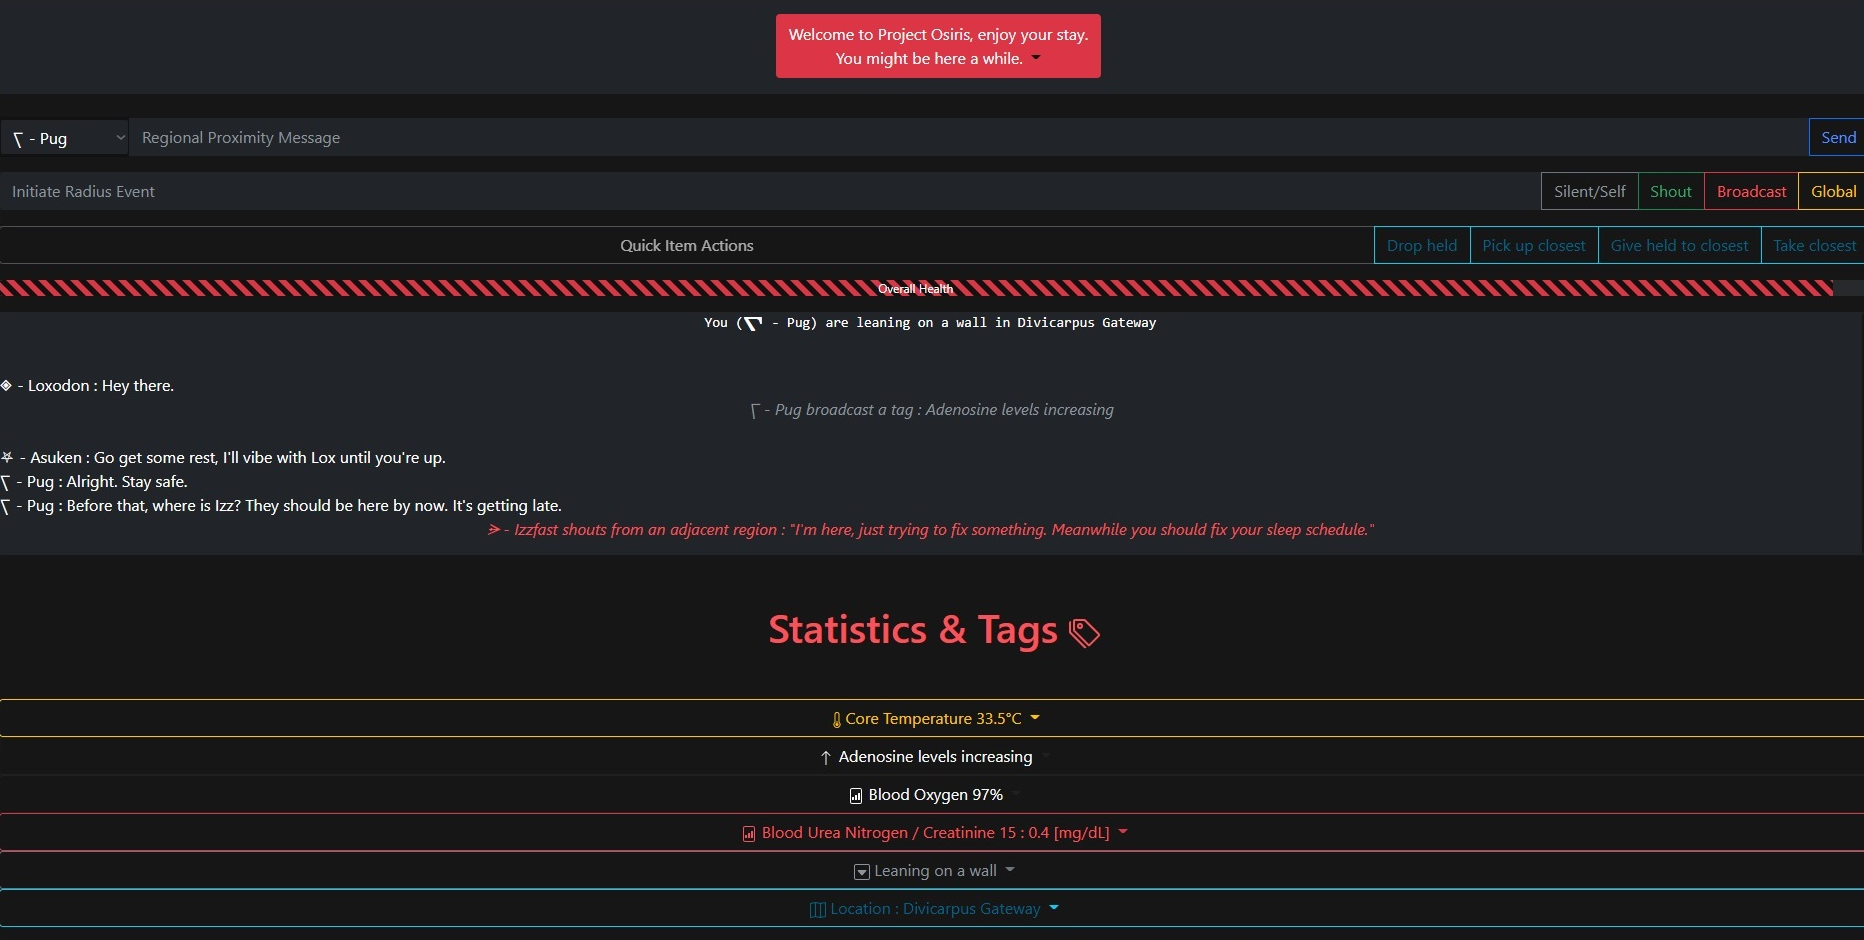 Welcome to Project Osiris, enjoy your stay.
You might be here a while.
- Pug
Regional Proximity Message
Send
Initiate Radius Event
Silent/Self
Shout
Broadcast
Global
Quick Item Actions
Drop held
Pick up closest
Give held to closest
Take closest
Overall Health
You ( - Pug) are leaning on a wall in Divicarpus Gateway
◈ - Loxodon : Hey there.
- Pug broadcast a tag : Adenosine levels increasing
- Asuken : Go get some rest, I'll vibe with Lox until you're up.
- Pug : Alright. Stay safe.
- Pug : Before that, where is Izz? They should be here by now. It's getting late.
- Izzfast shouts from an adjacent region : "I'm here, just trying to fix something. Meanwhile you should fix your sleep schedule."
Statistics & Tags
Core Temperature 33.5°C
↑ Adenosine levels increasing
Blood Oxygen 97%
Blood Urea Nitrogen / Creatinine 15 : 0.4 [mg/dL]
Leaning on a wall
Location : Divicarpus Gateway